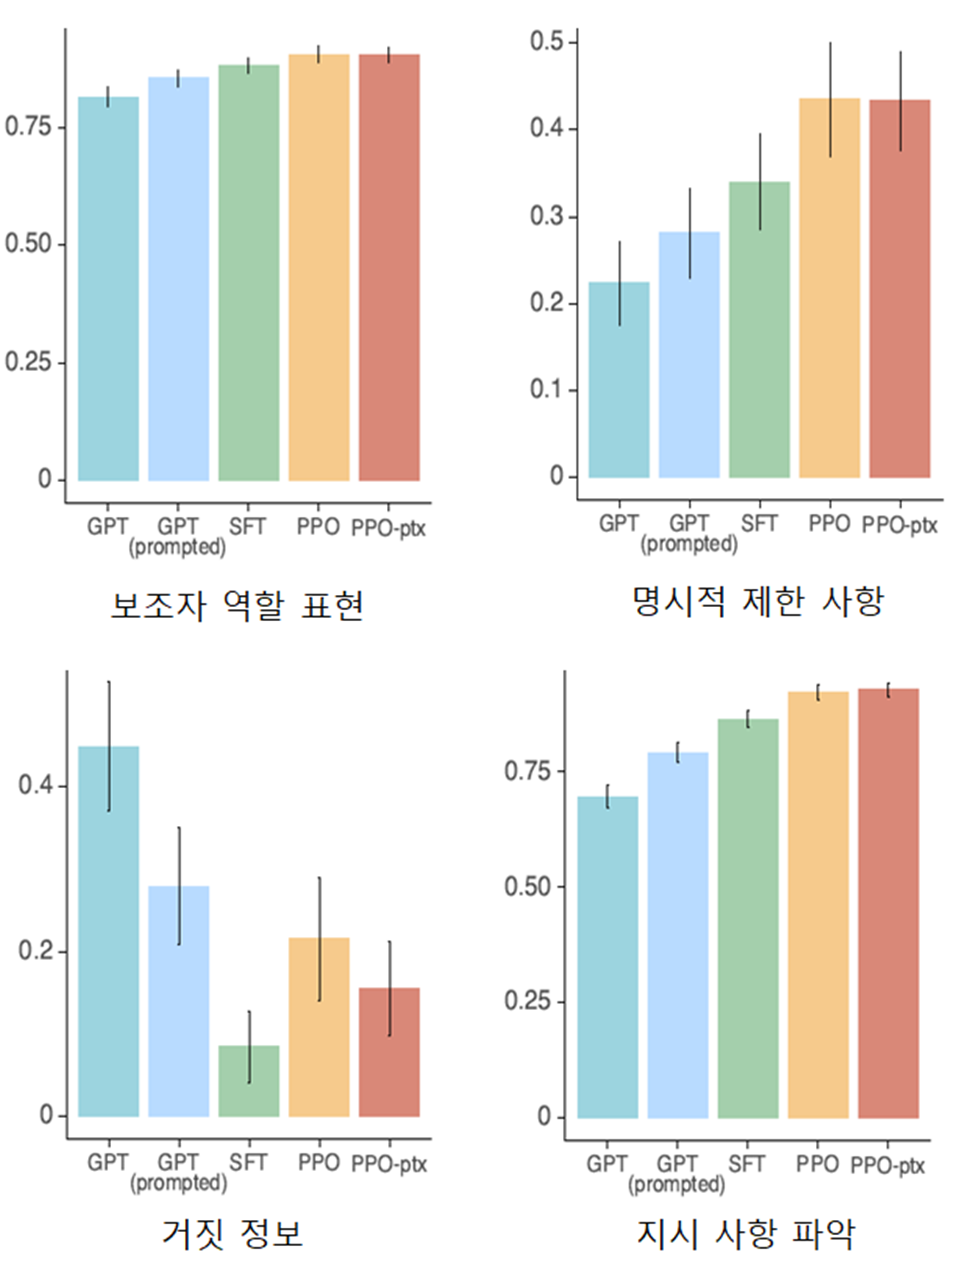 0.75
0.50
0.25
0
GPT GPT SFT PPO PPO-ptx
(prompted)
보조자 역할 표현
0.5
0.4
0.3
0.2
0.1
0
GPT GPT SFT PPO PPO-ptx
(prompted)
명시적 제한 사항
0.4
0.2
0
GPT GPT SFT PPO PPO-ptx
(prompted)
거짓 정보
0.75
0.50
0.25
0
GPT GPT SFT PPO PPO-ptx
(prompted)
지시 사항 파악